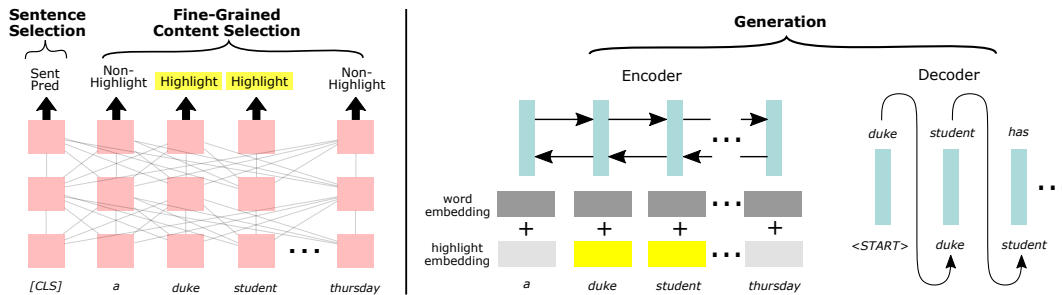 Sentence
Selection
Fine-Grained
Content Selection
Sent
Pred
Non-
Highlight
Highlight
Highlight
Non-
Highlight
...
[CLS]
a
duke
student
thursday
Generation
Encoder
Decoder
...
...
word
embedding
...
+
+
+
+
highlight
embedding
a
duke
student
thursday
duke
student
has
..
<START>
duke
student